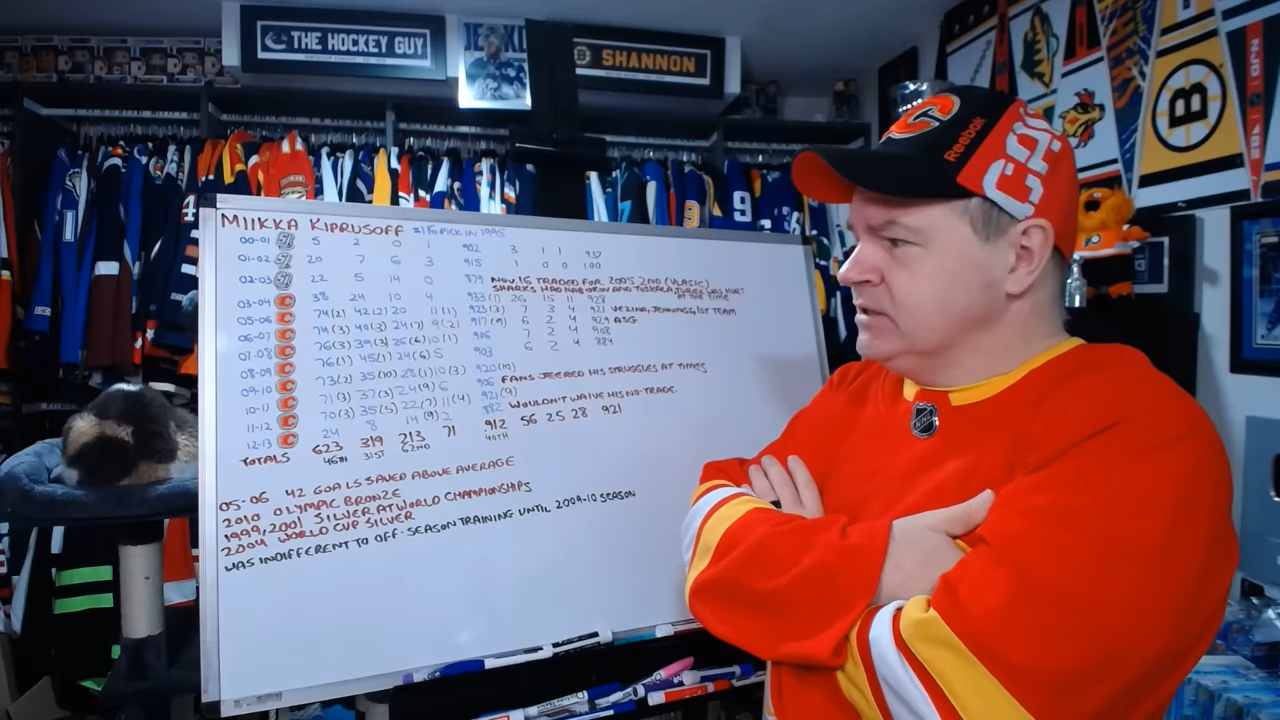 THE HOCKEY GUY
SHANNON
Reebok
MIIKKA KIPRUSOFF #116 PICK IN 1995
00-01 5 2 0 1 902 3 1 1 937
01-02 20 7 6 3 915 1 0 0 1.00
02-03 22 5 14 0 879 NOV. 16 TRADED FOR 2005 2ND (VLASIC)
SHARKS HAD NABOKOV AND TOSKALA, TUREK WAS HURT
AT THE TIME
03-04 38 24 10 4 933(1) 26 15 11 928
05-06 74(2) 42(2) 20 11(1) 923(3) 7 3 4 921 VEZINA, JENNINGS, 1ST TEAM
06-07 74(3) 40(3) 24(7) 9(2) 917(9) 6 2 4 929 ASG
07-08 76(3) 39(3) 26(6) 10(1) 906 7 2 4 908
08-09 76(1) 45(1) 24(6) 5 903 6 2 4 884
09-10 73(2) 35(10) 28(1) 10(3) 920(10)
10-11 71(3) 37(3) 24(9) 6 906 FANS JEERED HIS STRUGGLES AT TIMES
11-12 70(3) 35(5) 22(7) 11(4) 921(9)
12-13 24 8 14(9) 2 882 WOULDN'T WAIVE HIS NO-TRADE.
TOTALS 623 319 213 71 912 56 25 28 921
46TH 31ST 62ND 40TH
05-06 42 GOALS SAVED ABOVE AVERAGE
2010 OLYMPIC BRONZE
1999, 2001 SILVER AT WORLD CHAMPIONSHIPS
2004 WORLD CUP SILVER
WAS INDIFFERENT TO OFF-SEASON TRAINING UNTIL 2009-10 SEASON
NHL